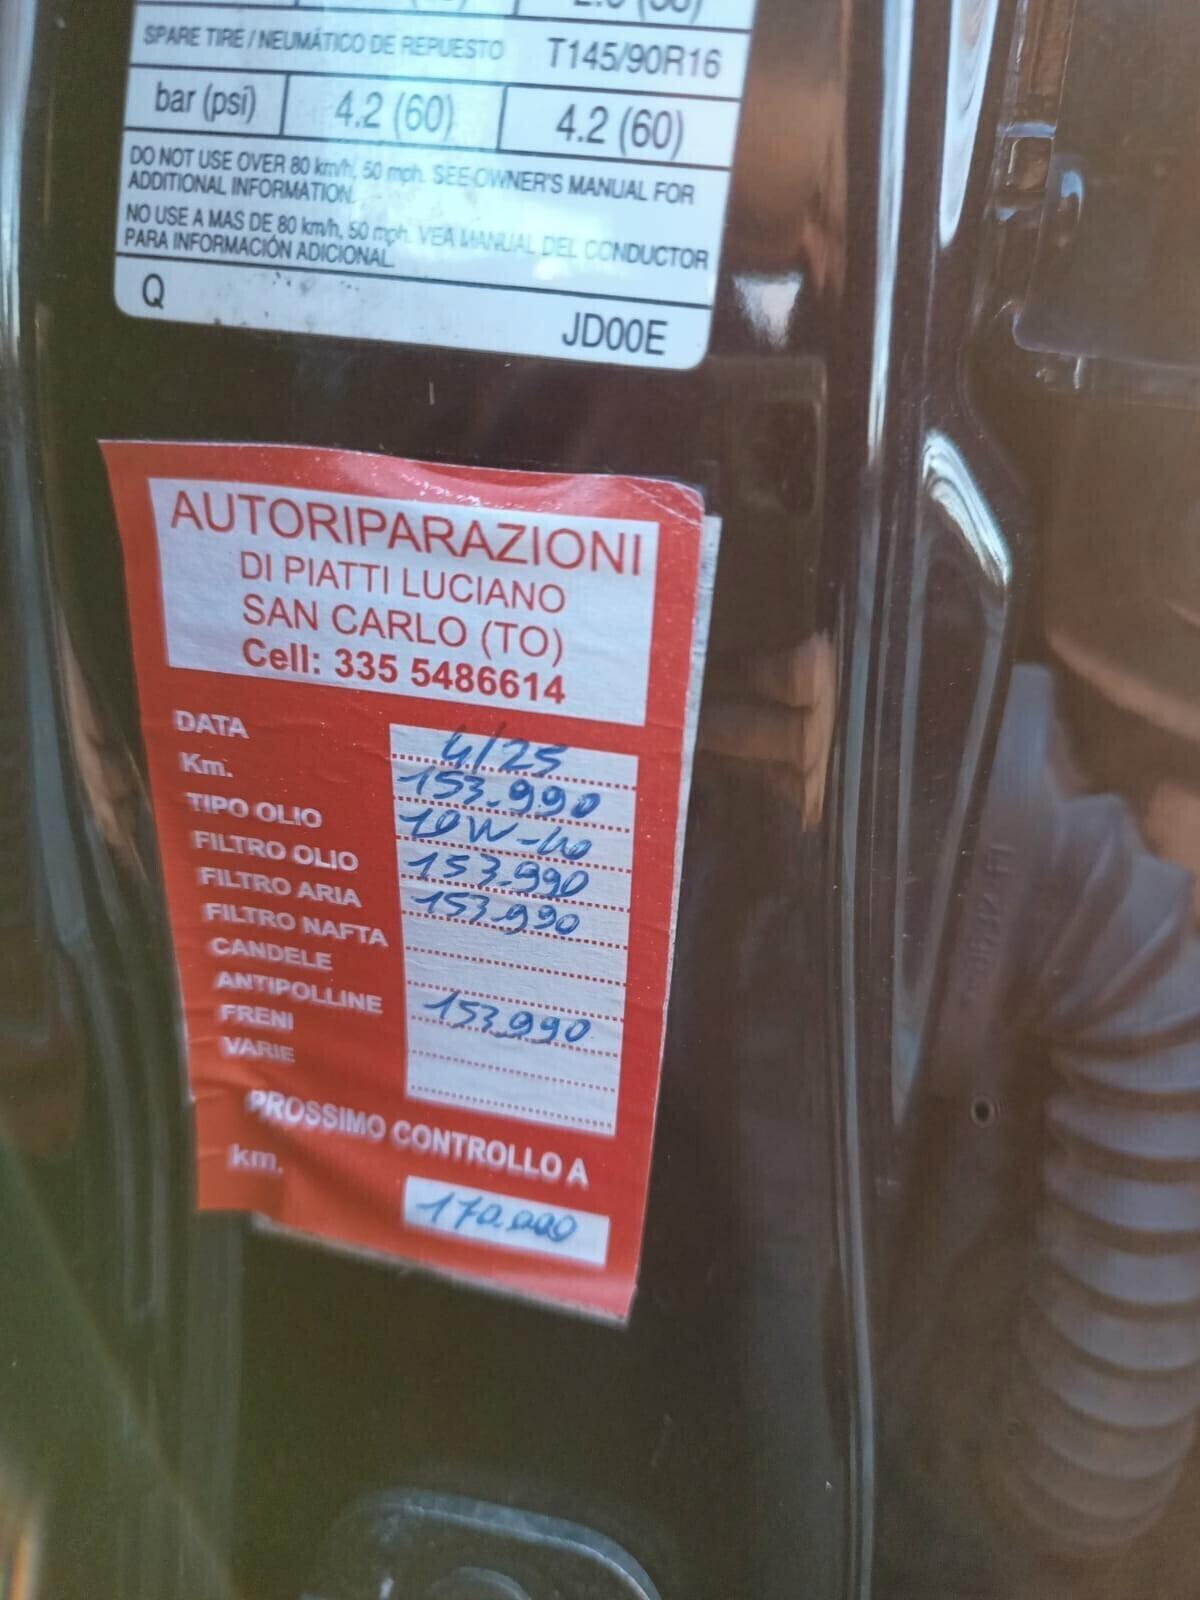 SPARE TIRE / NEUMÁTICO DE REPUESTO T145/90R16
bar (psi) 4.2 (60) 4.2 (60)
DO NOT USE OVER 80 km/h, 50 mph. SEE OWNER'S MANUAL FOR
ADDITIONAL INFORMATION.
NO USE A MAS DE 80 km/h, 50 mph. VEA MANUAL DEL CONDUCTOR
PARA INFORMACIÓN ADICIONAL.
Q JD00E
AUTORIPARAZIONI
DI PIATTI LUCIANO
SAN CARLO (TO)
Cell: 335 5486614
DATA 4/25
Km. 153.990
TIPO OLIO 10W-40
FILTRO OLIO 153.990
FILTRO ARIA 153.990
FILTRO NAFTA
CANDELE
ANTIPOLLINE 153990
FRENI
VARIE
PROSSIMO CONTROLLO A
km. 170.000